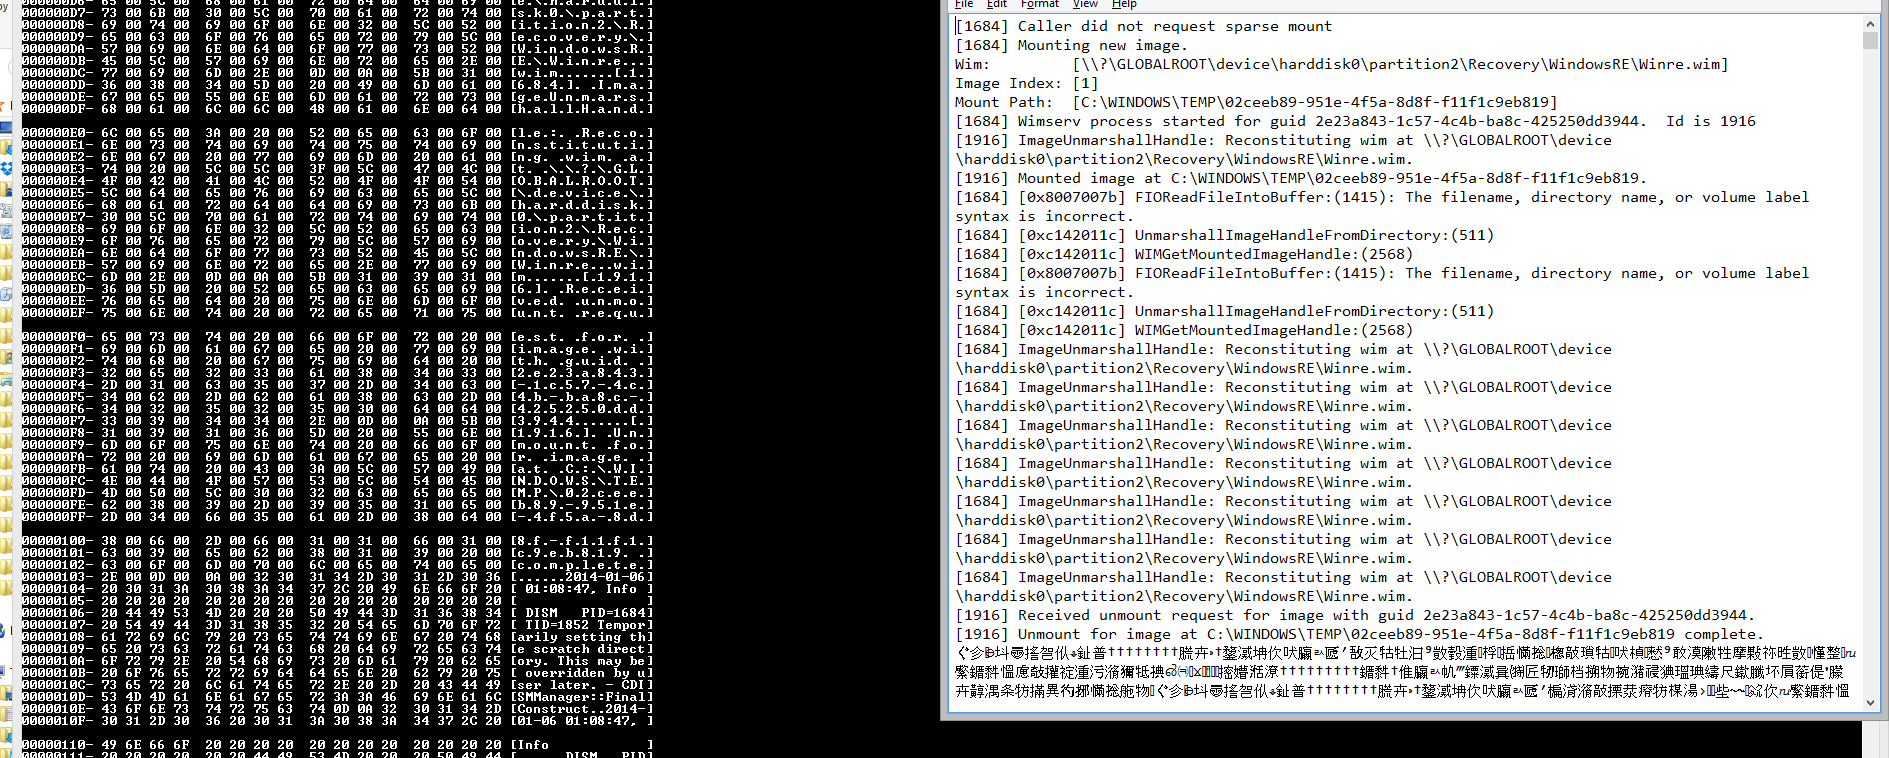 000000D7- 73 00 6B 00 30 00 5C 00 70 00 61 00 72 00 74 00 [s.k.0.\.p.a.r.t.]
000000D8- 69 00 74 00 69 00 6F 00 6E 00 32 00 5C 00 52 00 [i.t.i.o.n.2.\.R.]
000000D9- 65 00 63 00 6F 00 76 00 65 00 72 00 79 00 5C 00 [e.c.o.v.e.r.y.\.]
000000DA- 57 00 69 00 6E 00 64 00 6F 00 77 00 73 00 52 00 [W.i.n.d.o.w.s.R.]
000000DB- 45 00 5C 00 57 00 69 00 6E 00 72 00 65 00 2E 00 [E.\.W.i.n.r.e...]
000000DC- 77 00 69 00 6D 00 2E 00 0D 00 0A 00 5B 00 31 00 [w.i.m.......[.1.]
000000DD- 36 00 38 00 34 00 5D 00 20 00 49 00 6D 00 61 00 [6.8.4.]. .I.m.a.]
000000DE- 67 00 65 00 55 00 6E 00 6D 00 61 00 72 00 73 00 [g.e.U.n.m.a.r.s.]
000000DF- 68 00 61 00 6C 00 6C 00 48 00 61 00 6E 00 64 00 [h.a.l.l.H.a.n.d.]
000000E0- 6C 00 65 00 3A 00 20 00 52 00 65 00 63 00 6F 00 [l.e.:. .R.e.c.o.]
000000E1- 6E 00 73 00 74 00 69 00 74 00 75 00 74 00 69 00 [n.s.t.i.t.u.t.i.]
000000E2- 6E 00 67 00 20 00 77 00 69 00 6D 00 20 00 61 00 [n.g. .w.i.m. .a.]
000000E3- 74 00 20 00 5C 00 5C 00 3F 00 5C 00 47 00 4C 00 [t. .\.\.?.\.G.L.]
000000E4- 4F 00 42 00 41 00 4C 00 52 00 4F 00 4F 00 54 00 [O.B.A.L.R.O.O.T.]
000000E5- 5C 00 64 00 65 00 76 00 69 00 63 00 65 00 5C 00 [\.d.e.v.i.c.e.\.]
000000E6- 68 00 61 00 72 00 64 00 64 00 69 00 73 00 6B 00 [h.a.r.d.d.i.s.k.]
000000E7- 30 00 5C 00 70 00 61 00 72 00 74 00 69 00 74 00 [0.\.p.a.r.t.i.t.]
000000E8- 69 00 6F 00 6E 00 32 00 5C 00 52 00 65 00 63 00 [i.o.n.2.\.R.e.c.]
000000E9- 6F 00 76 00 65 00 72 00 79 00 5C 00 57 00 69 00 [o.v.e.r.y.\.W.i.]
000000EA- 6E 00 64 00 6F 00 77 00 73 00 52 00 45 00 5C 00 [n.d.o.w.s.R.E.\.]
000000EB- 57 00 69 00 6E 00 72 00 65 00 2E 00 77 00 69 00 [W.i.n.r.e...w.i.]
000000EC- 6D 00 2E 00 0D 00 0A 00 5B 00 31 00 39 00 31 00 [m.......[.1.9.1.]
000000ED- 36 00 5D 00 20 00 52 00 65 00 63 00 65 00 69 00 [6.]. .R.e.c.e.i.]
000000EE- 76 00 65 00 64 00 20 00 75 00 6E 00 6D 00 6F 00 [v.e.d. .u.n.m.o.]
000000EF- 75 00 6E 00 74 00 20 00 72 00 65 00 71 00 75 00 [u.n.t. .r.e.q.u.]
000000F0- 65 00 73 00 74 00 20 00 66 00 6F 00 72 00 20 00 [e.s.t. .f.o.r. .]
000000F1- 69 00 6D 00 61 00 67 00 65 00 20 00 77 00 69 00 [i.m.a.g.e. .w.i.]
000000F2- 74 00 68 00 20 00 67 00 75 00 69 00 64 00 20 00 [t.h. .g.u.i.d. .]
000000F3- 32 00 65 00 32 00 33 00 61 00 38 00 34 00 33 00 [2.e.2.3.a.8.4.3.]
000000F4- 2D 00 31 00 63 00 35 00 37 00 2D 00 34 00 63 00 [-.1.c.5.7.-.4.c.]
000000F5- 34 00 62 00 2D 00 62 00 61 00 38 00 63 00 2D 00 [4.b.-.b.a.8.c.-.]
000000F6- 34 00 32 00 35 00 32 00 35 00 30 00 64 00 64 00 [4.2.5.2.5.0.d.d.]
000000F7- 33 00 39 00 34 00 34 00 2E 00 0D 00 0A 00 5B 00 [3.9.4.4.......[.]
000000F8- 31 00 39 00 31 00 36 00 5D 00 20 00 55 00 6E 00 [1.9.1.6.]. .U.n.]
000000F9- 6D 00 6F 00 75 00 6E 00 74 00 20 00 66 00 6F 00 [m.o.u.n.t. .f.o.]
000000FA- 72 00 20 00 69 00 6D 00 61 00 67 00 65 00 20 00 [r. .i.m.a.g.e. .]
000000FB- 61 00 74 00 20 00 43 00 3A 00 5C 00 57 00 49 00 [a.t. .C.:.\.W.I.]
000000FC- 4E 00 44 00 4F 00 57 00 53 00 5C 00 54 00 45 00 [N.D.O.W.S.\.T.E.]
000000FD- 4D 00 50 00 5C 00 30 00 32 00 63 00 65 00 65 00 [M.P.\.0.2.c.e.e.]
000000FE- 62 00 38 00 39 00 2D 00 39 00 35 00 31 00 65 00 [b.8.9.-.9.5.1.e.]
000000FF- 2D 00 34 00 66 00 35 00 61 00 2D 00 38 00 64 00 [-.4.f.5.a.-.8.d.]
00000100- 38 00 66 00 2D 00 66 00 31 00 31 00 66 00 31 00 [8.f.-.f.1.1.f.1.]
00000101- 63 00 39 00 65 00 62 00 38 00 31 00 39 00 20 00 [c.9.e.b.8.1.9. .]
00000102- 63 00 6F 00 6D 00 70 00 6C 00 65 00 74 00 65 00 [c.o.m.p.l.e.t.e.]
00000103- 2E 00 0D 00 0A 00 32 30 31 34 2D 30 31 2D 30 36 [......2014-01-06]
00000104- 20 30 31 3A 30 38 3A 34 37 2C 20 49 6E 66 6F 20 [ 01:08:47, Info ]
00000105- 20 20 20 20 20 20 20 20 20 20 20 20 20 20 20 20 [                ]
00000106- 20 44 49 53 4D 20 20 20 50 49 44 3D 31 36 38 34 [ DISM   PID=1684]
00000107- 20 54 49 44 3D 31 38 35 32 20 54 65 6D 70 6F 72 [ TID=1852 Tempor]
00000108- 61 72 69 6C 79 20 73 65 74 74 69 6E 67 20 74 68 [arily setting th]
00000109- 65 20 73 63 72 61 74 63 68 20 64 69 72 65 63 74 [e scratch direct]
0000010A- 6F 72 79 2E 20 54 68 69 73 20 6D 61 79 20 62 65 [ory. This may be]
0000010B- 20 6F 76 65 72 72 69 64 64 65 6E 20 62 79 20 75 [ overridden by u]
0000010C- 73 65 72 20 6C 61 74 65 72 2E 20 2D 20 43 44 49 [ser later. - CDI]
0000010D- 53 4D 4D 61 6E 61 67 65 72 3A 3A 46 69 6E 61 6C [SMManager::Final]
0000010E- 43 6F 6E 73 74 72 75 63 74 0D 0A 32 30 31 34 2D [Construct..2014-]
0000010F- 30 31 2D 30 36 20 30 31 3A 30 38 3A 34 37 2C 20 [01-06 01:08:47, ]
00000110- 49 6E 66 6F 20 20 20 20 20 20 20 20 20 20 20 20 [Info            ]
File Edit Format View Help
[1684] Caller did not request sparse mount
[1684] Mounting new image.
Wim:         [\\?\GLOBALROOT\device\harddisk0\partition2\Recovery\WindowsRE\Winre.wim]
Image Index: [1]
Mount Path:  [C:\WINDOWS\TEMP\02ceeb89-951e-4f5a-8d8f-f11f1c9eb819]
[1684] Wimserv process started for guid 2e23a843-1c57-4c4b-ba8c-425250dd3944.  Id is 1916
[1916] ImageUnmarshallHandle: Reconstituting wim at \\?\GLOBALROOT\device
\harddisk0\partition2\Recovery\WindowsRE\Winre.wim.
[1916] Mounted image at C:\WINDOWS\TEMP\02ceeb89-951e-4f5a-8d8f-f11f1c9eb819.
[1684] [0x8007007b] FIOReadFileIntoBuffer:(1415): The filename, directory name, or volume label
syntax is incorrect.
[1684] [0xc142011c] UnmarshallImageHandleFromDirectory:(511)
[1684] [0xc142011c] WIMGetMountedImageHandle:(2568)
[1684] [0x8007007b] FIOReadFileIntoBuffer:(1415): The filename, directory name, or volume label
syntax is incorrect.
[1684] [0xc142011c] UnmarshallImageHandleFromDirectory:(511)
[1684] [0xc142011c] WIMGetMountedImageHandle:(2568)
[1684] ImageUnmarshallHandle: Reconstituting wim at \\?\GLOBALROOT\device
\harddisk0\partition2\Recovery\WindowsRE\Winre.wim.
[1684] ImageUnmarshallHandle: Reconstituting wim at \\?\GLOBALROOT\device
\harddisk0\partition2\Recovery\WindowsRE\Winre.wim.
[1684] ImageUnmarshallHandle: Reconstituting wim at \\?\GLOBALROOT\device
\harddisk0\partition2\Recovery\WindowsRE\Winre.wim.
[1684] ImageUnmarshallHandle: Reconstituting wim at \\?\GLOBALROOT\device
\harddisk0\partition2\Recovery\WindowsRE\Winre.wim.
[1684] ImageUnmarshallHandle: Reconstituting wim at \\?\GLOBALROOT\device
\harddisk0\partition2\Recovery\WindowsRE\Winre.wim.
[1684] ImageUnmarshallHandle: Reconstituting wim at \\?\GLOBALROOT\device
\harddisk0\partition2\Recovery\WindowsRE\Winre.wim.
[1684] ImageUnmarshallHandle: Reconstituting wim at \\?\GLOBALROOT\device
\harddisk0\partition2\Recovery\WindowsRE\Winre.wim.
[1916] Received unmount request for image with guid 2e23a843-1c57-4c4b-ba8c-425250dd3944.
[1916] Unmount for image at C:\WINDOWS\TEMP\02ceeb89-951e-4f5a-8d8f-f11f1c9eb819 complete.